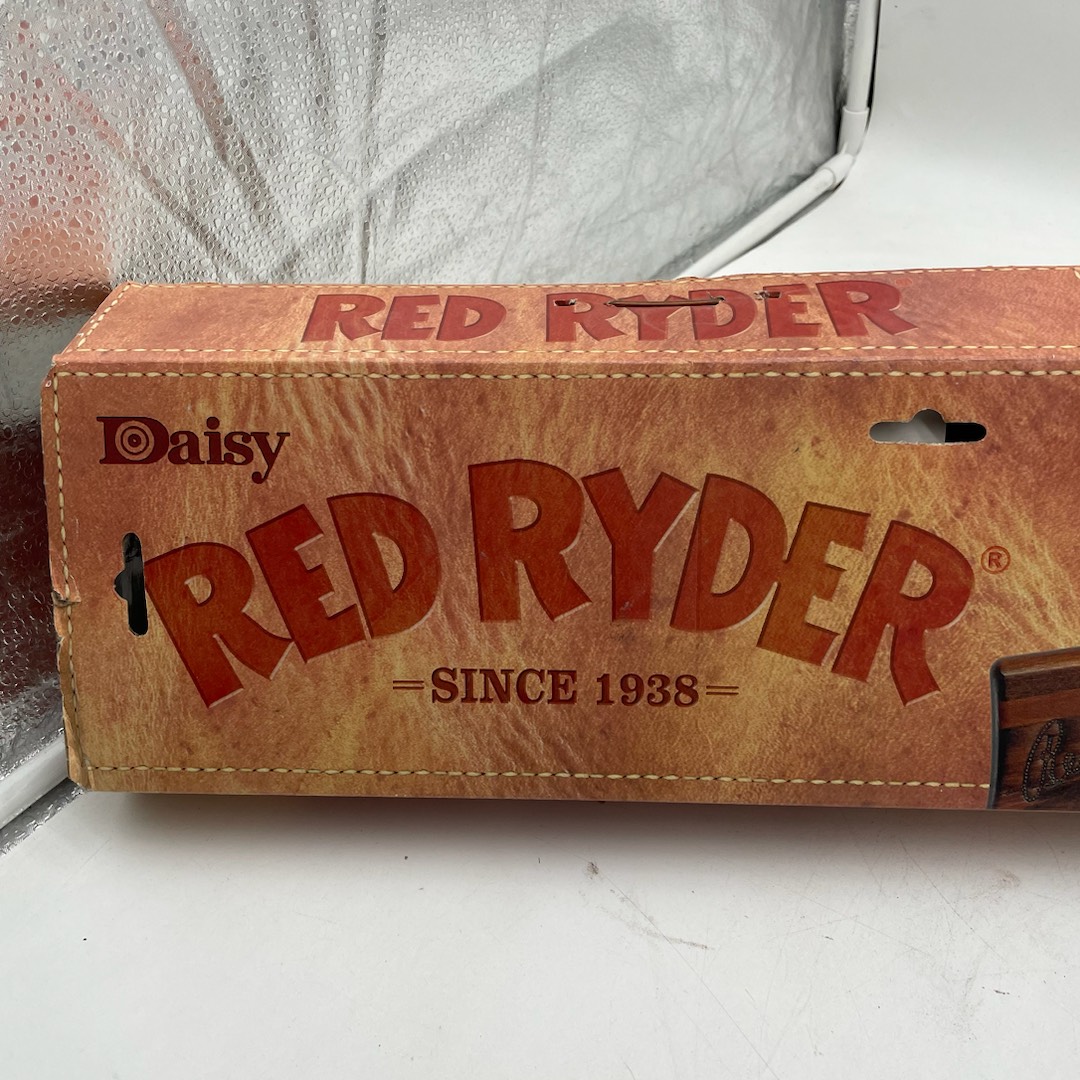 RED RYDER
Daisy
RED RYDER®
=SINCE 1938=